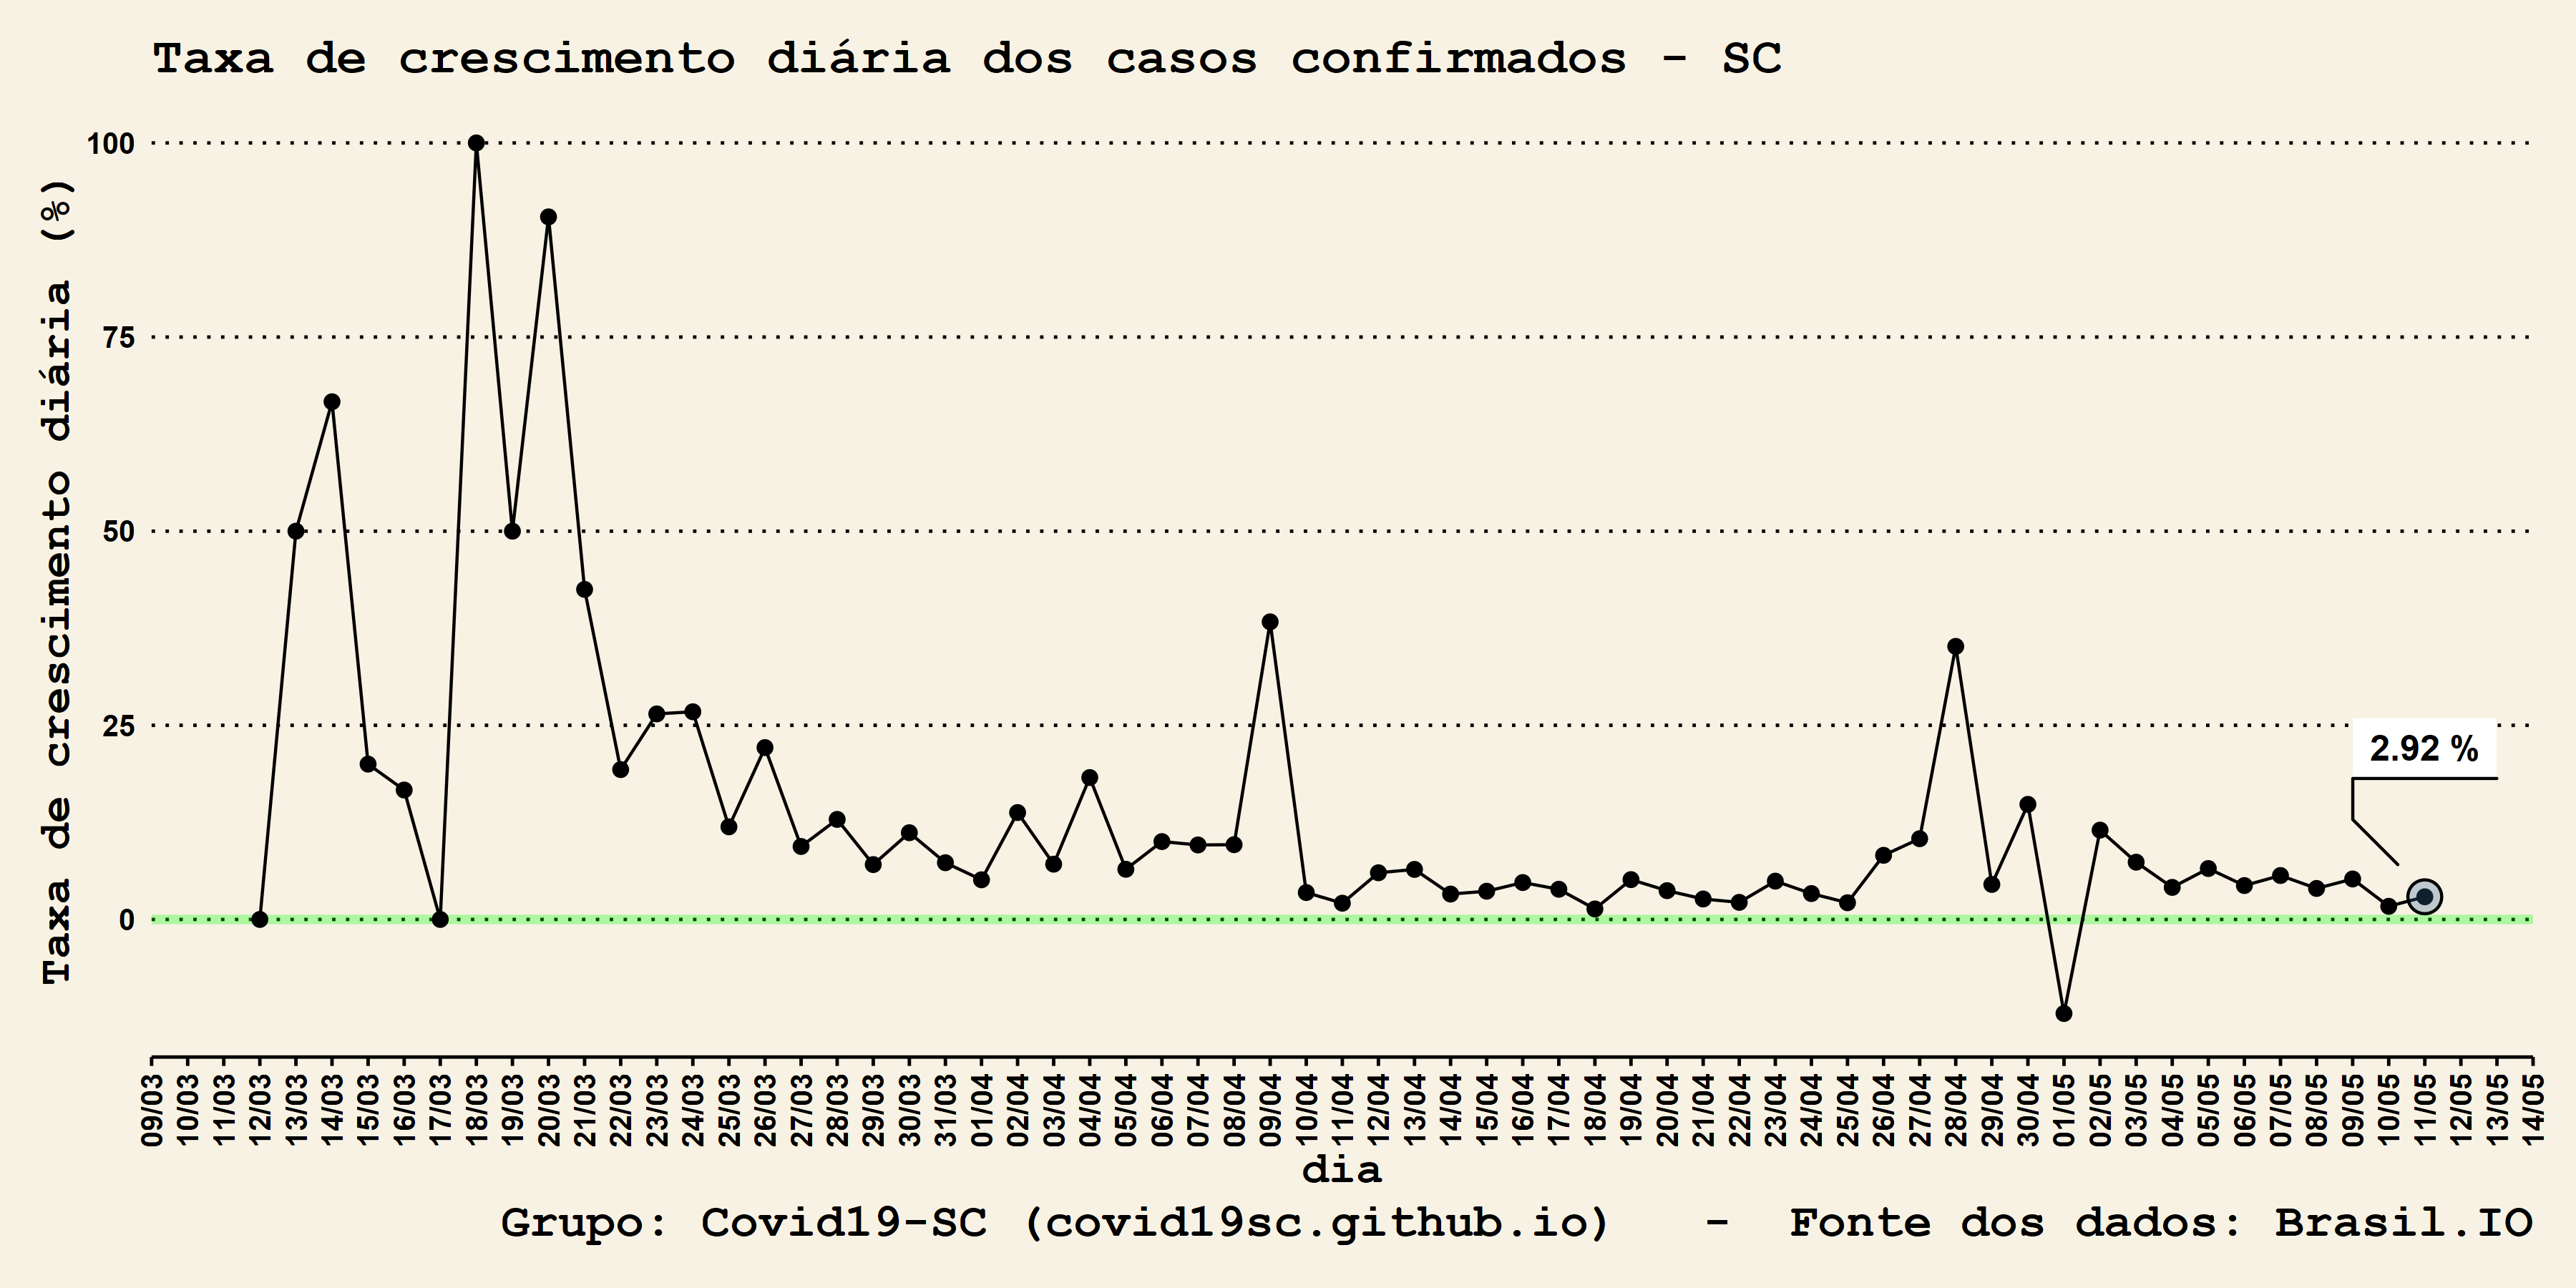 Taxa de crescimento diária dos casos confirmados - SC
Taxa de crescimento diária (%)
100
75
50
25
0
2.92 %
09/03 10/03 11/03 12/03 13/03 14/03 15/03 16/03 17/03 18/03 19/03 20/03 21/03 22/03 23/03 24/03 25/03 26/03 27/03 28/03 29/03 30/03 31/03 01/04 02/04 03/04 04/04 05/04 06/04 07/04 08/04 09/04 10/04 11/04 12/04 13/04 14/04 15/04 16/04 17/04 18/04 19/04 20/04 21/04 22/04 23/04 24/04 25/04 26/04 27/04 28/04 29/04 30/04 01/05 02/05 03/05 04/05 05/05 06/05 07/05 08/05 09/05 10/05 11/05 12/05 13/05 14/05
dia
Grupo: Covid19-SC (covid19sc.github.io) - Fonte dos dados: Brasil.IO